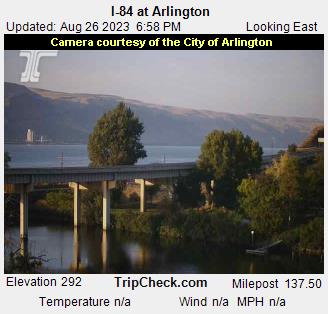 I-84 at Arlington
Updated: Aug 26 2023 6:58 PM Looking East
Camera courtesy of the City of Arlington
Elevation 292 TripCheck.com Milepost 137.50
Temperature n/a Wind n/a MPH n/a